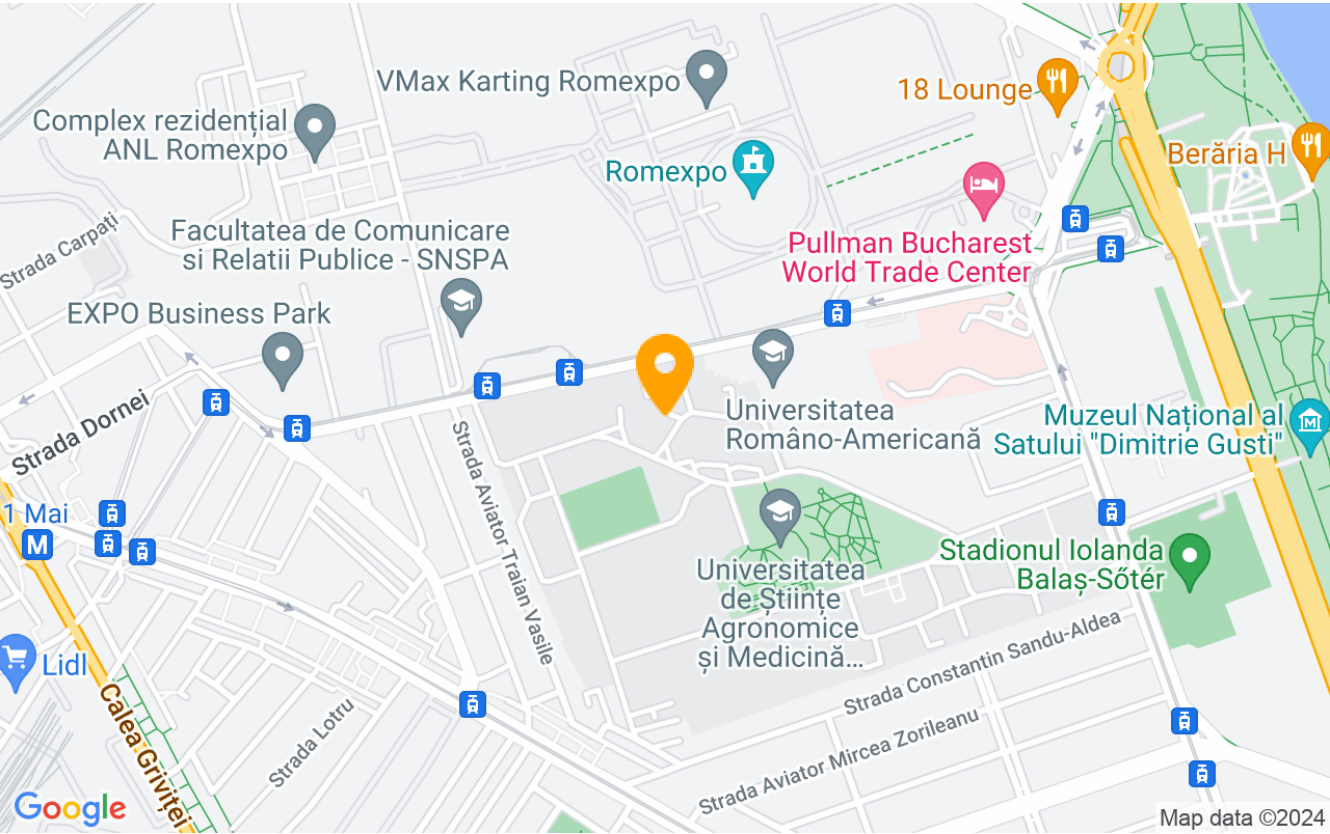 VMax Karting Romexpo
18 Lounge
Complex rezidențial
ANL Romexpo
Berăria H
Romexpo
Strada Carpați
Facultatea de Comunicare
si Relatii Publice - SNSPA
Pullman Bucharest
World Trade Center
EXPO Business Park
Strada Dornei
Universitatea
Româno-Americană
Muzeul Național al
Satului "Dimitrie Gusti"
Strada Aviator Traian Vasile
1 Mai
M
Stadionul Iolanda
Balaș-Sőtér
Universitatea
de Științe
Agronomice
și Medicină...
Lidl
Strada Constantin Sandu-Aldea
Calea Griviței
Strada Lotru
Strada Aviator Mircea Zorileanu
Google
Map data ©2024